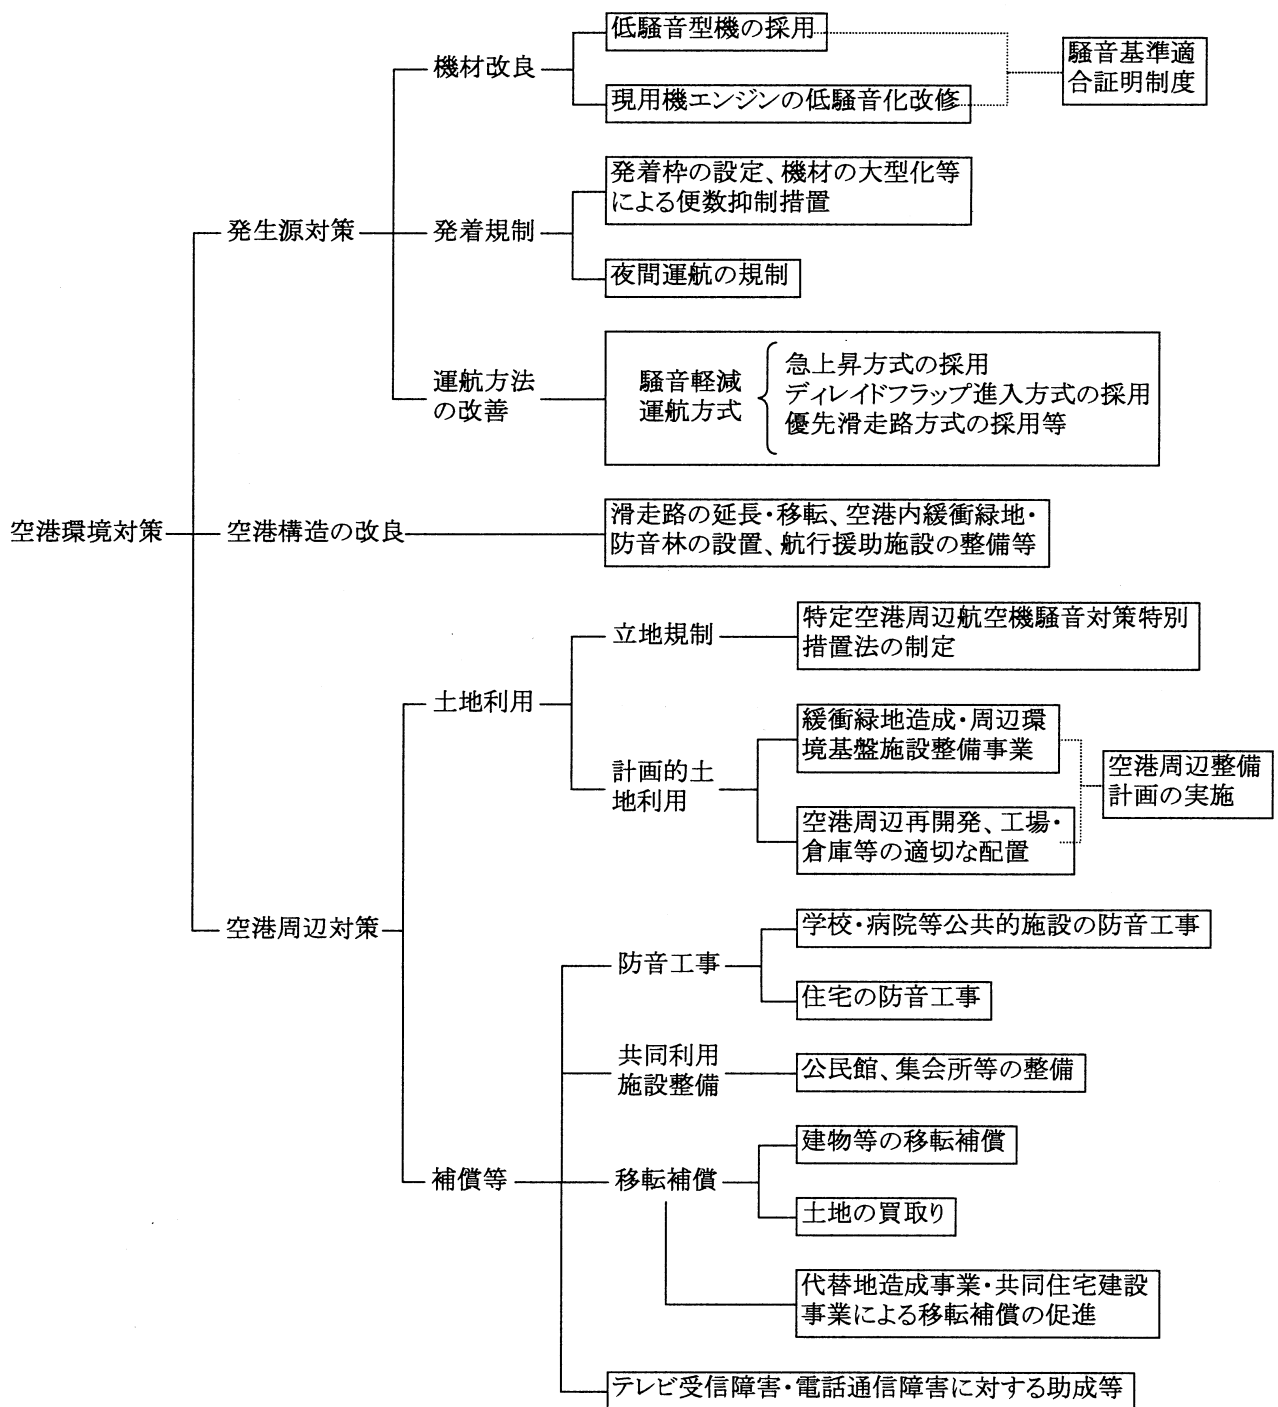 低騒音型機の採用
機材改良
現用機エンジンの低騒音化改修
騒音基準適
合証明制度
発着枠の設定、機材の大型化等
による便数抑制措置
発生源対策
発着規制
夜間運航の規制
運航方法
の改善
騒音軽減
運航方式
急上昇方式の採用
ディレイドフラップ進入方式の採用
優先滑走路方式の採用等
空港環境対策
空港構造の改良
滑走路の延長・移転、空港内緩衝緑地・
防音林の設置、航行援助施設の整備等
立地規制
特定空港周辺航空機騒音対策特別
措置法の制定
土地利用
計画的土
地利用
緩衝緑地造成・周辺環
境基盤施設整備事業
空港周辺再開発、工場・
倉庫等の適切な配置
空港周辺整備
計画の実施
空港周辺対策
防音工事
学校・病院等公共的施設の防音工事
住宅の防音工事
共同利用
施設整備
公民館、集会所等の整備
補償等
移転補償
建物等の移転補償
土地の買取り
代替地造成事業・共同住宅建設
事業による移転補償の促進
テレビ受信障害・電話通信障害に対する助成等